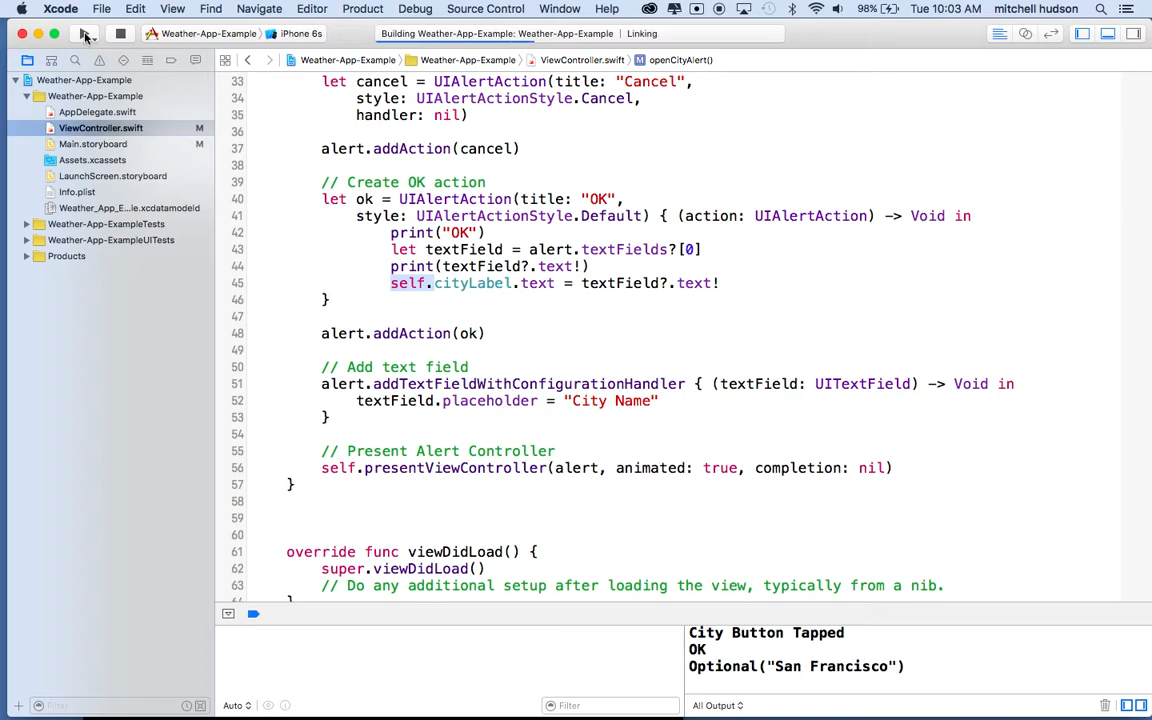 Xcode File Edit View Find Navigate Editor Product Debug Source Control Window Help 98% Tue 10:03 AM mitchell hudson
Weather-App-Example iPhone 6s Building Weather-App-Example: Weather-App-Example Linking
Weather-App-Example Weather-App-Example ViewController.swift M openCityAlert()
Weather-App-Example
Weather-App-Example
AppDelegate.swift
ViewController.swift M
Main.storyboard M
Assets.xcassets
LaunchScreen.storyboard
Info.plist
Weather_App_E...le.xcdatamodeld
Weather-App-ExampleTests
Weather-App-ExampleUITests
Products
33 let cancel = UIAlertAction(title: "Cancel",
34 style: UIAlertActionStyle.Cancel,
35 handler: nil)
36
37 alert.addAction(cancel)
38
39 // Create OK action
40 let ok = UIAlertAction(title: "OK",
41 style: UIAlertActionStyle.Default) { (action: UIAlertAction) -> Void in
42 print("OK")
43 let textField = alert.textFields?[0]
44 print(textField?.text!)
45 self.cityLabel.text = textField?.text!
46 }
47
48 alert.addAction(ok)
49
50 // Add text field
51 alert.addTextFieldWithConfigurationHandler { (textField: UITextField) -> Void in
52 textField.placeholder = "City Name"
53 }
54
55 // Present Alert Controller
56 self.presentViewController(alert, animated: true, completion: nil)
57 }
58
59
60
61 override func viewDidLoad() {
62 super.viewDidLoad()
63 // Do any additional setup after loading the view, typically from a nib.
City Button Tapped
OK
Optional("San Francisco")
Filter
Auto
Filter
All Output